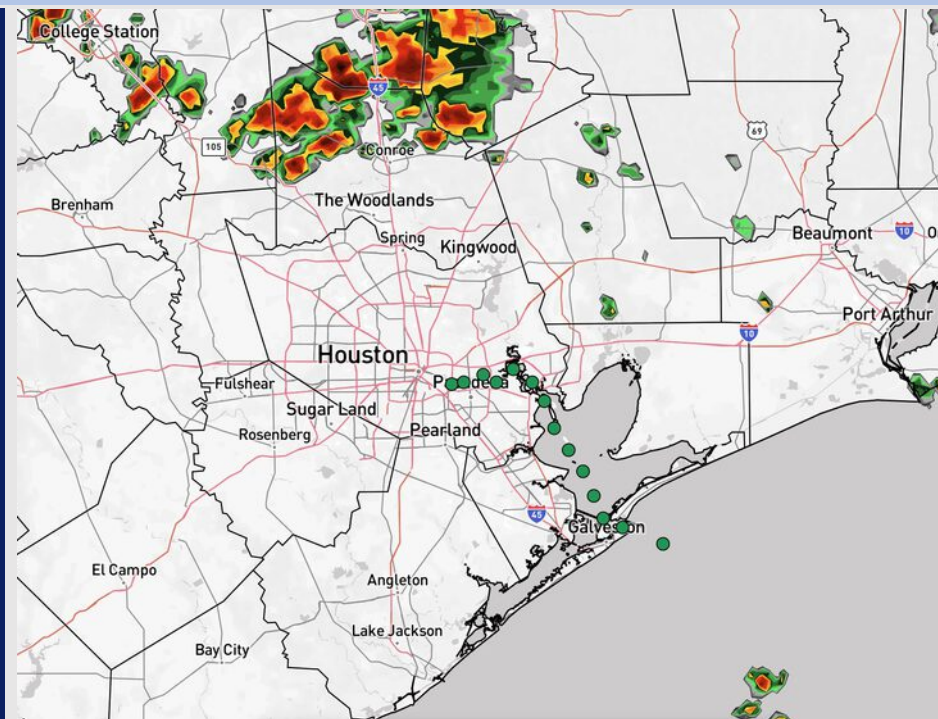 College Station
45
69
105
Conroe
Brenham
The Woodlands
Spring
Kingwood
Beaumont
10
Port Arthur
10
Houston
Fulshear
Sugar Land
Rosenberg
Pearland
45
Galveston
El Campo
Angleton
Lake Jackson
Bay City